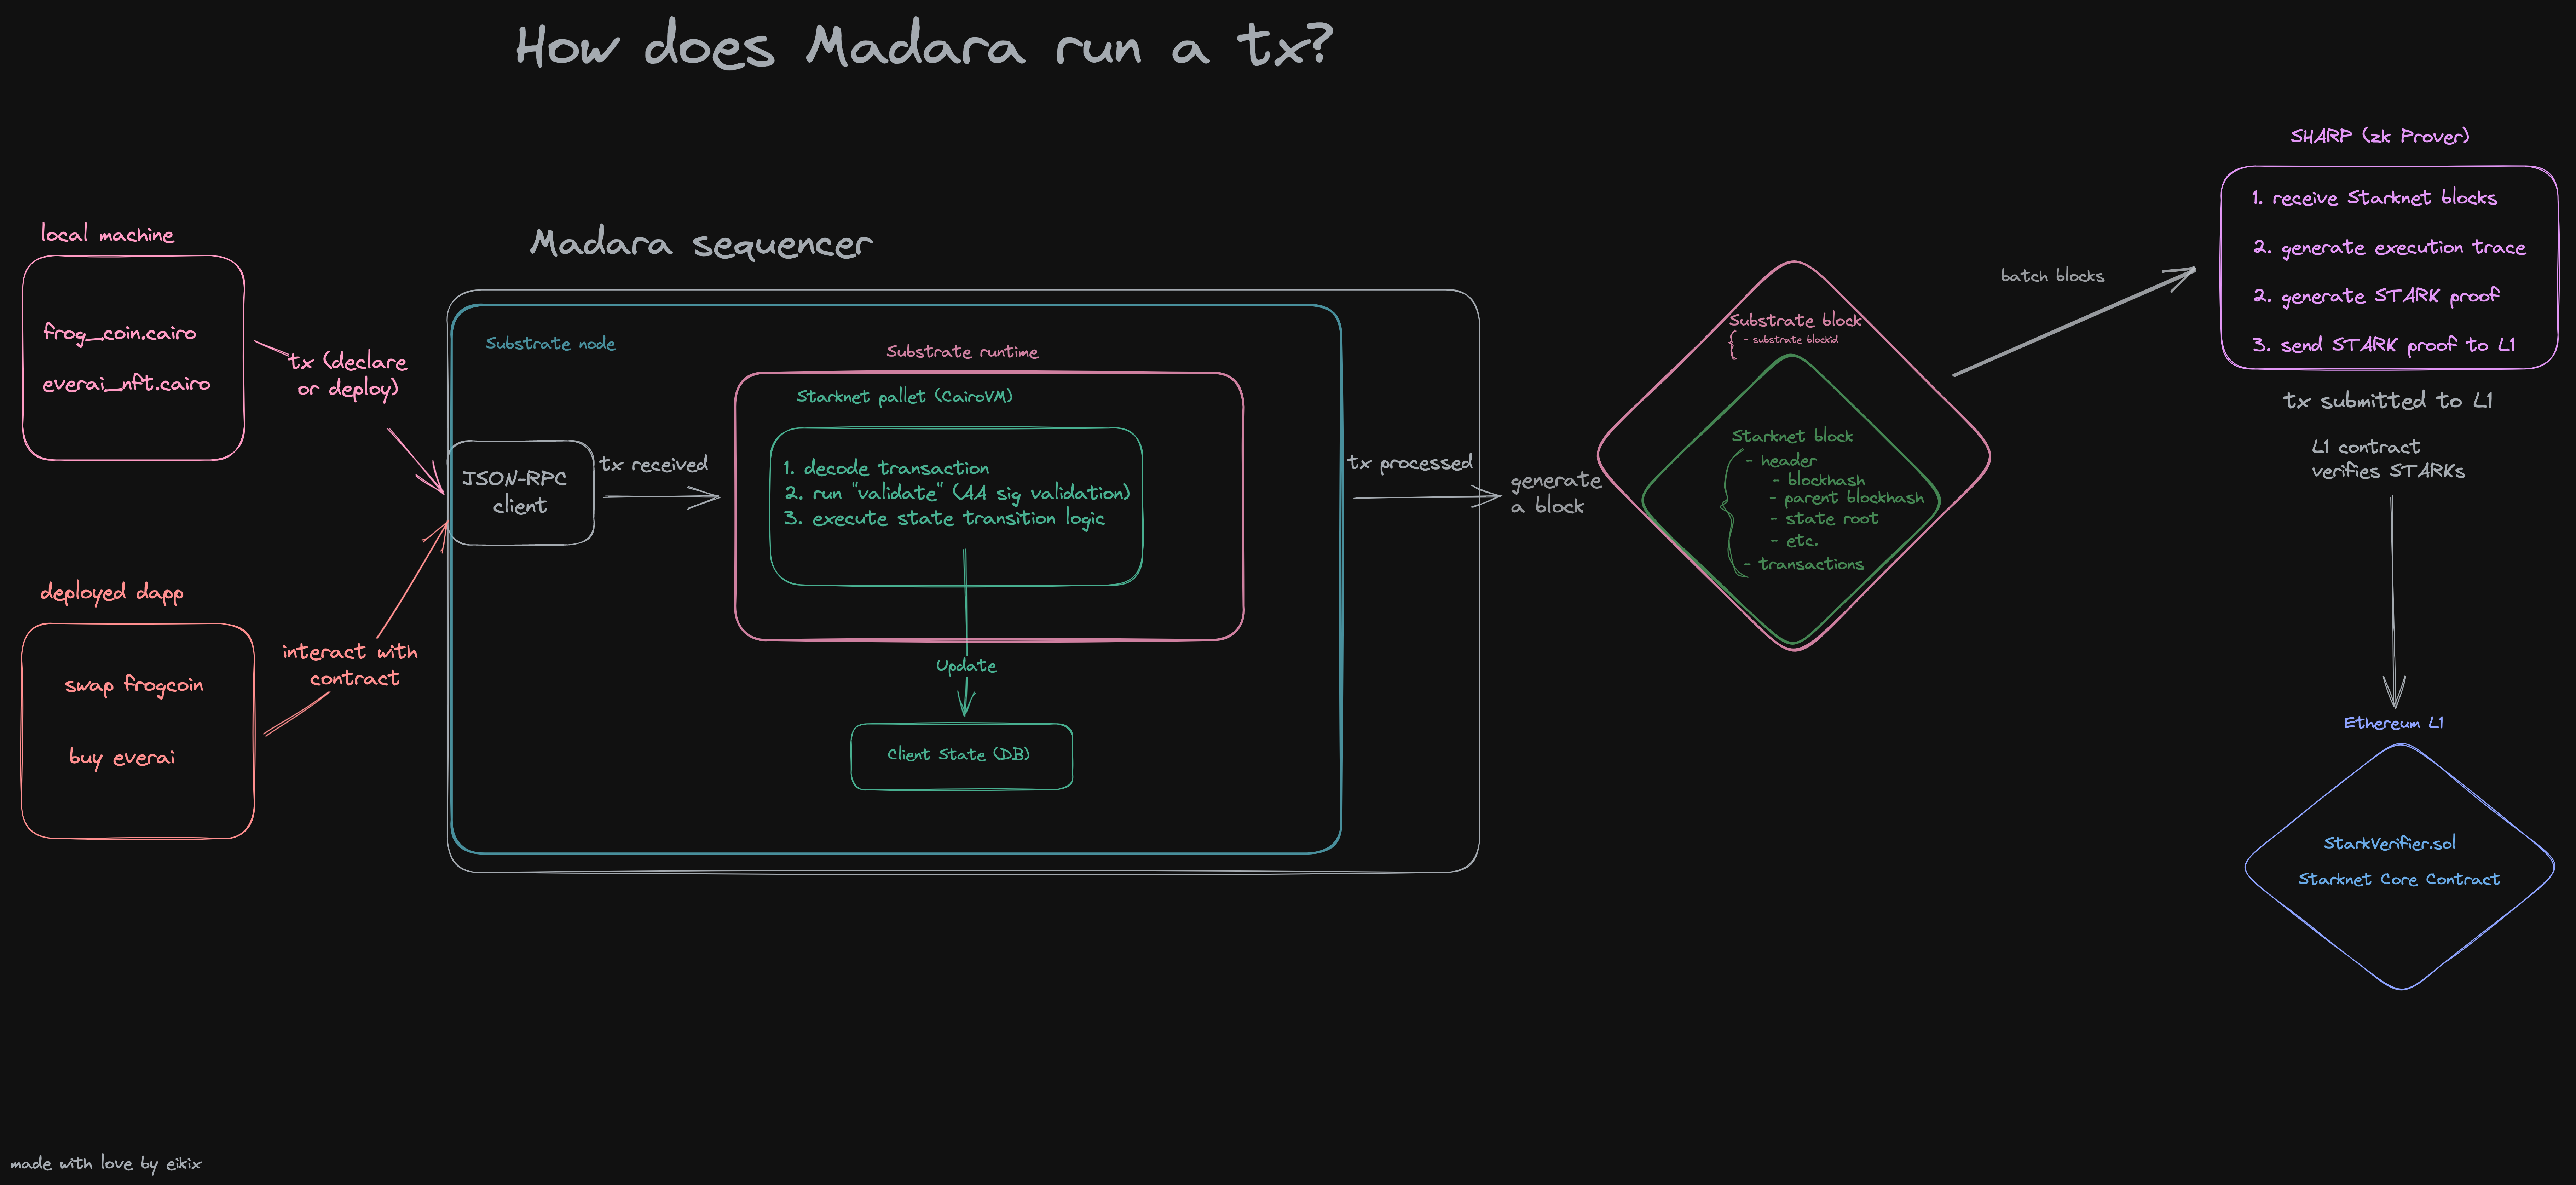 How does Madara run a tx?
local machine
frog_coin.cairo
everai_nft.cairo
tx (declare
or deploy)
deployed dapp
swap frogcoin
buy everai
interact with
contract
Madara sequencer
Substrate node
JSON-RPC
client
tx received
Substrate runtime
Starknet pallet (CairoVM)
1. decode transaction
2. run "validate" (AA sig validation)
3. execute state transition logic
Update
Client State (DB)
tx processed
generate
a block
Substrate block
- substrate blockid
Starknet block
- header
- blockhash
- parent blockhash
- state root
- etc.
- transactions
batch blocks
SHARP (zk Prover)
1. receive Starknet blocks
2. generate execution trace
2. generate STARK proof
3. send STARK proof to L1
tx submitted to L1
L1 contract
verifies STARKs
Ethereum L1
StarkVerifier.sol
Starknet Core Contract
made with love by eikix